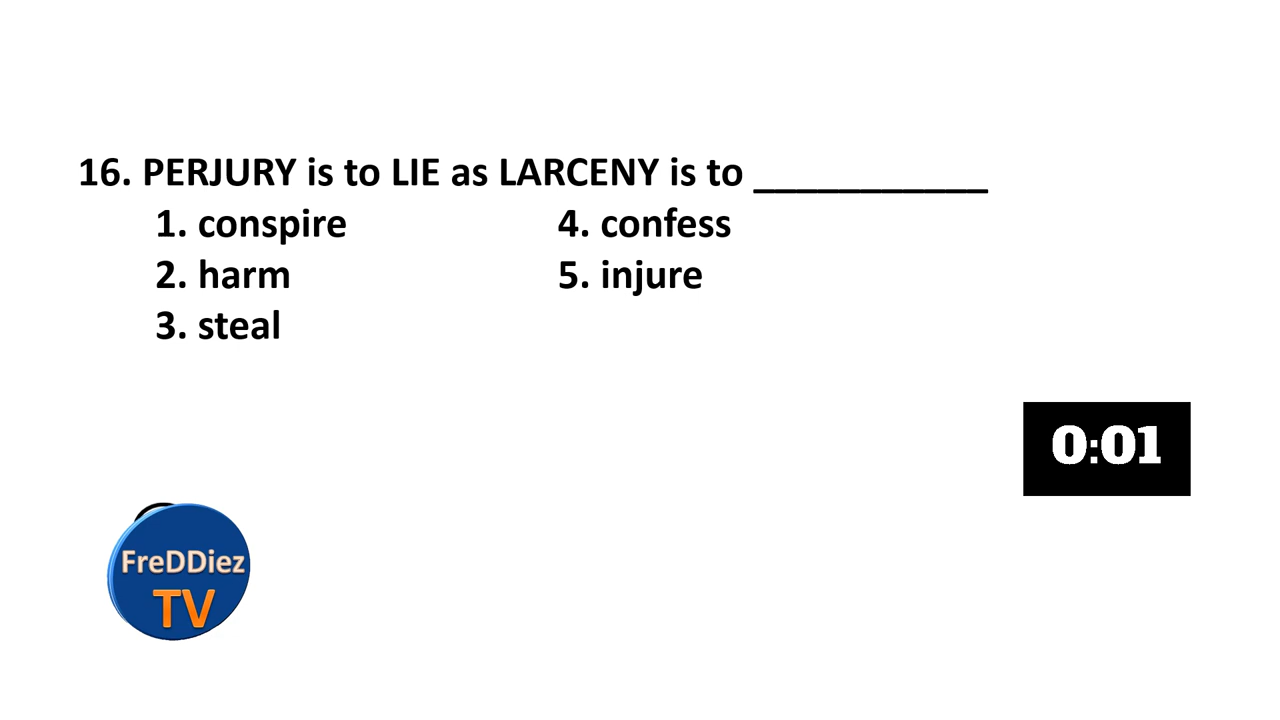 16. PERJURY is to LIE as LARCENY is to ___________
1. conspire 4. confess
2. harm 5. injure
3. steal
0:01
FreDDiez
TV